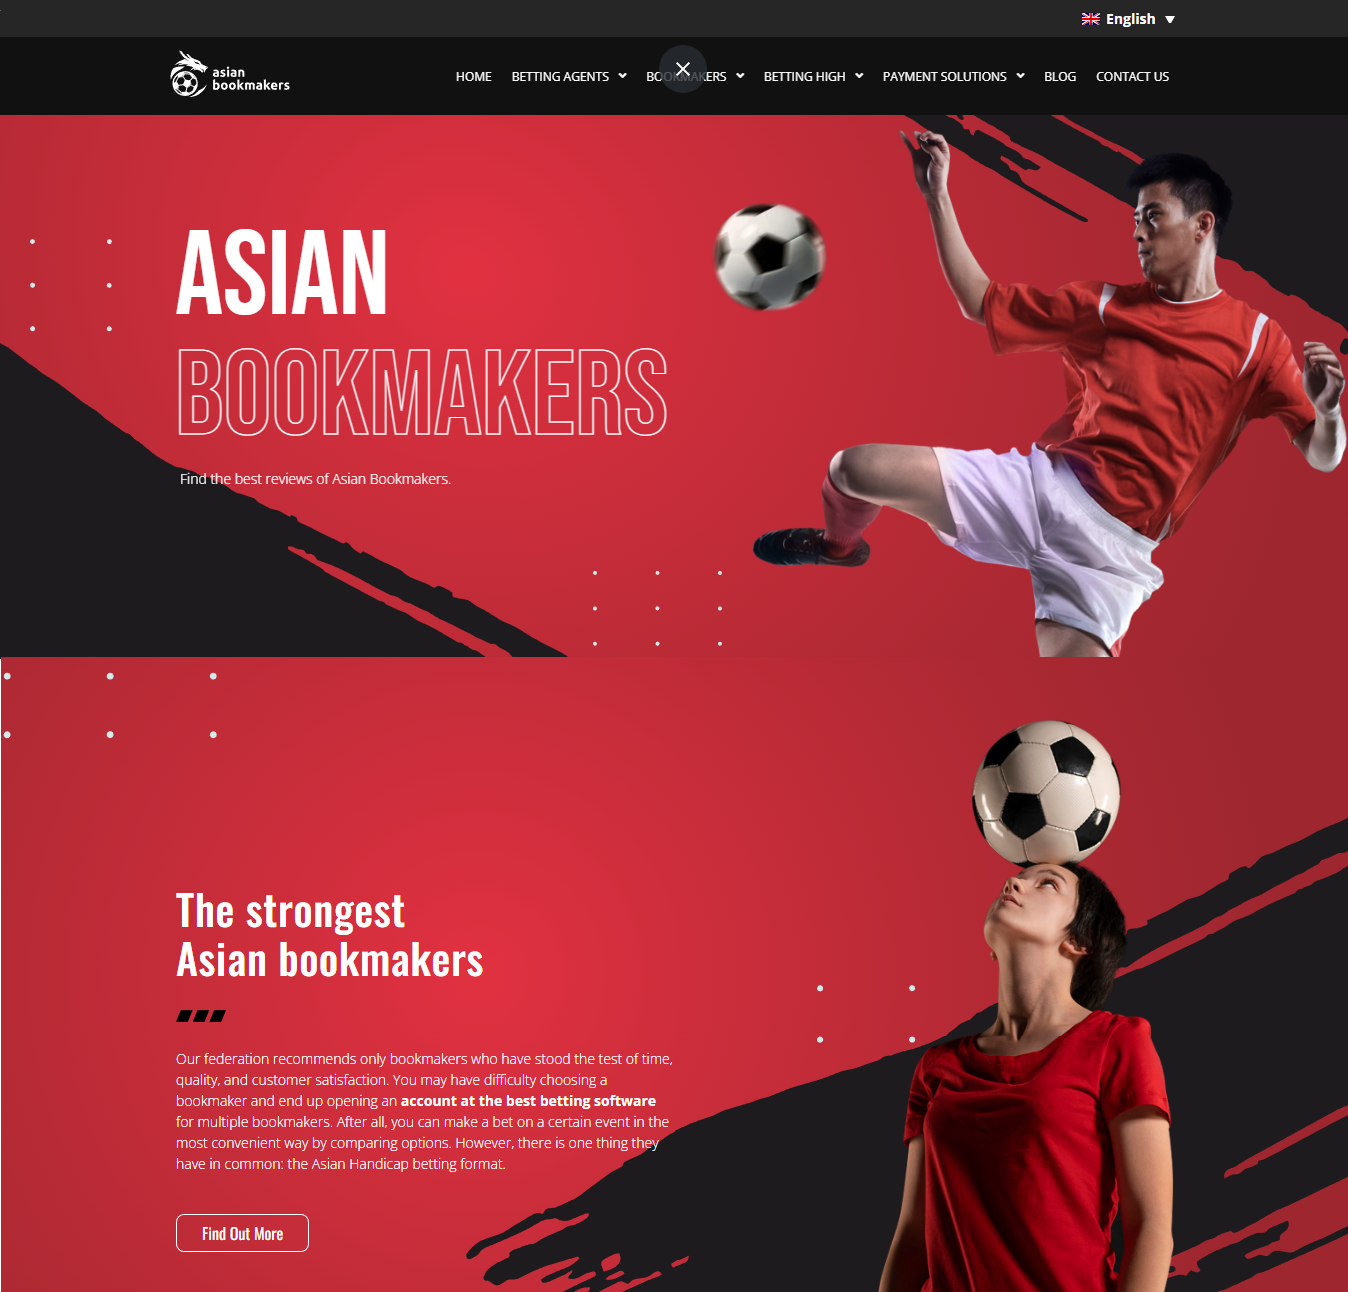 English
asian
bookmakers
HOME BETTING AGENTS BOOKMAKERS BETTING HIGH PAYMENT SOLUTIONS BLOG CONTACT US
ASIAN
BOOKMAKERS
Find the best reviews of Asian Bookmakers.
The strongest
Asian bookmakers
Our federation recommends only bookmakers who have stood the test of time,
quality, and customer satisfaction. You may have difficulty choosing a
bookmaker and end up opening an account at the best betting software
for multiple bookmakers. After all, you can make a bet on a certain event in the
most convenient way by comparing options. However, there is one thing they
have in common: the Asian Handicap betting format.
Find Out More